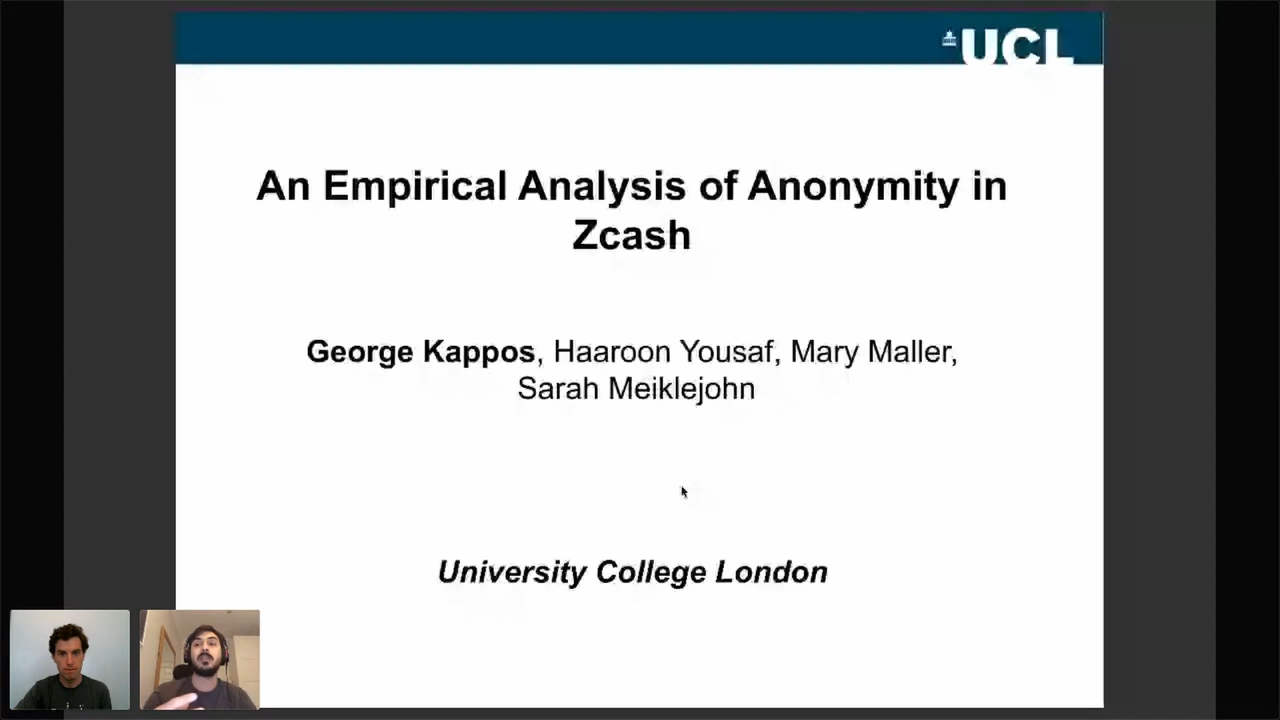 UCL
An Empirical Analysis of Anonymity in
Zcash
George Kappos, Haaroon Yousaf, Mary Maller,
Sarah Meiklejohn
University College London